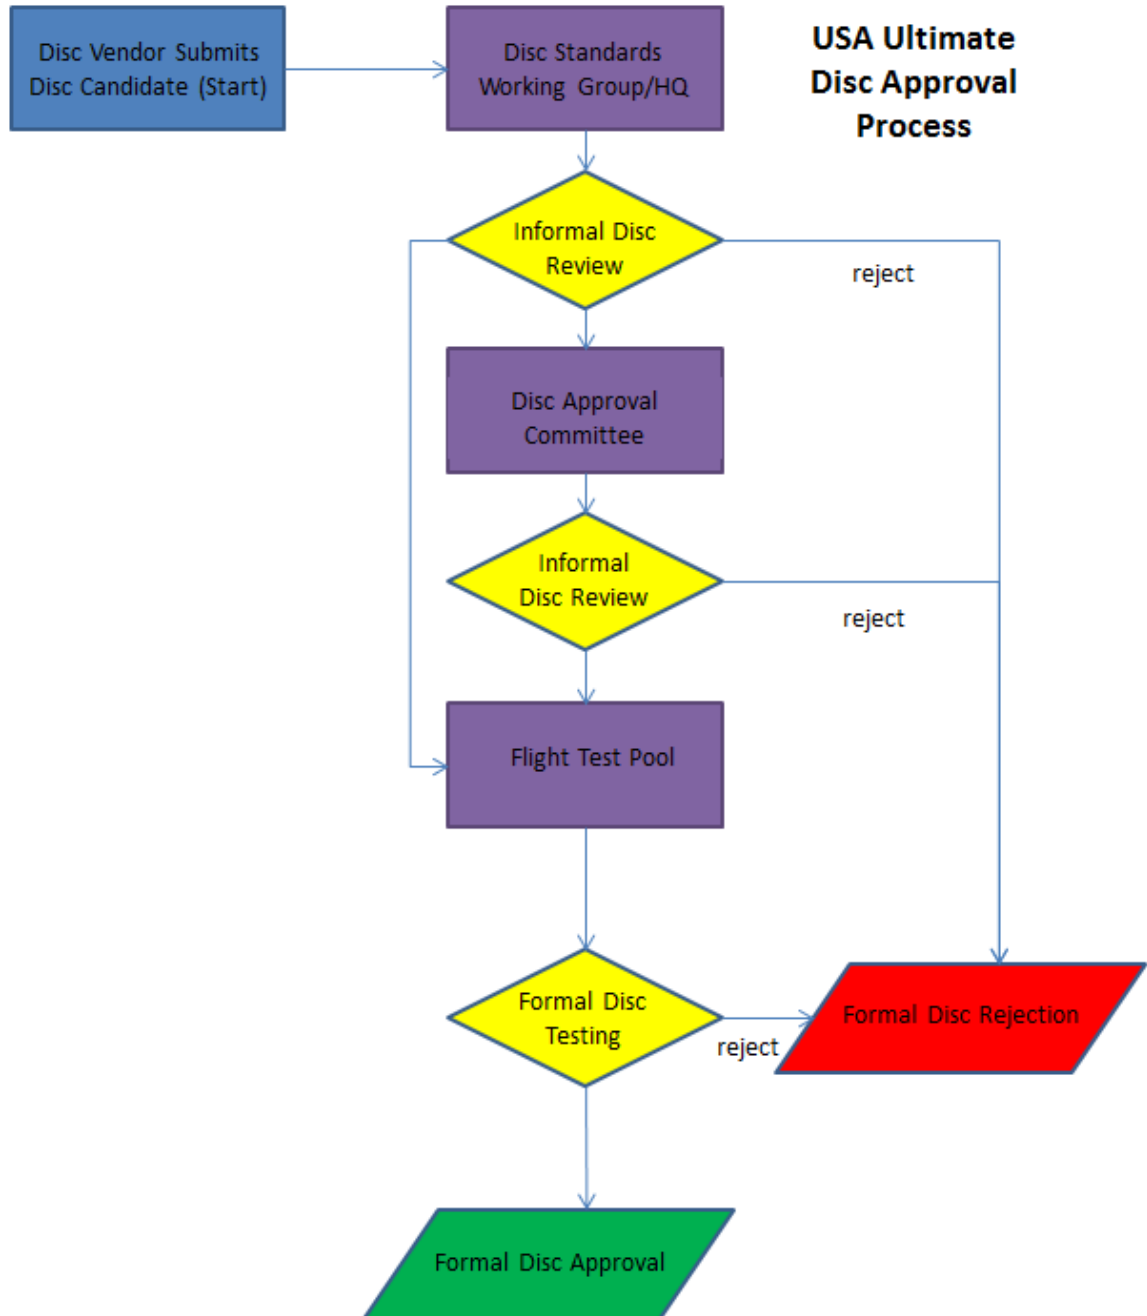 Disc Vendor Submits
Disc Candidate (Start)
Disc Standards
Working Group/HQ
USA Ultimate
Disc Approval
Process
Informal Disc
Review
reject
Disc Approval
Committee
Informal
Disc Review
reject
Flight Test Pool
Formal Disc
Testing
reject
Formal Disc Rejection
Formal Disc Approval